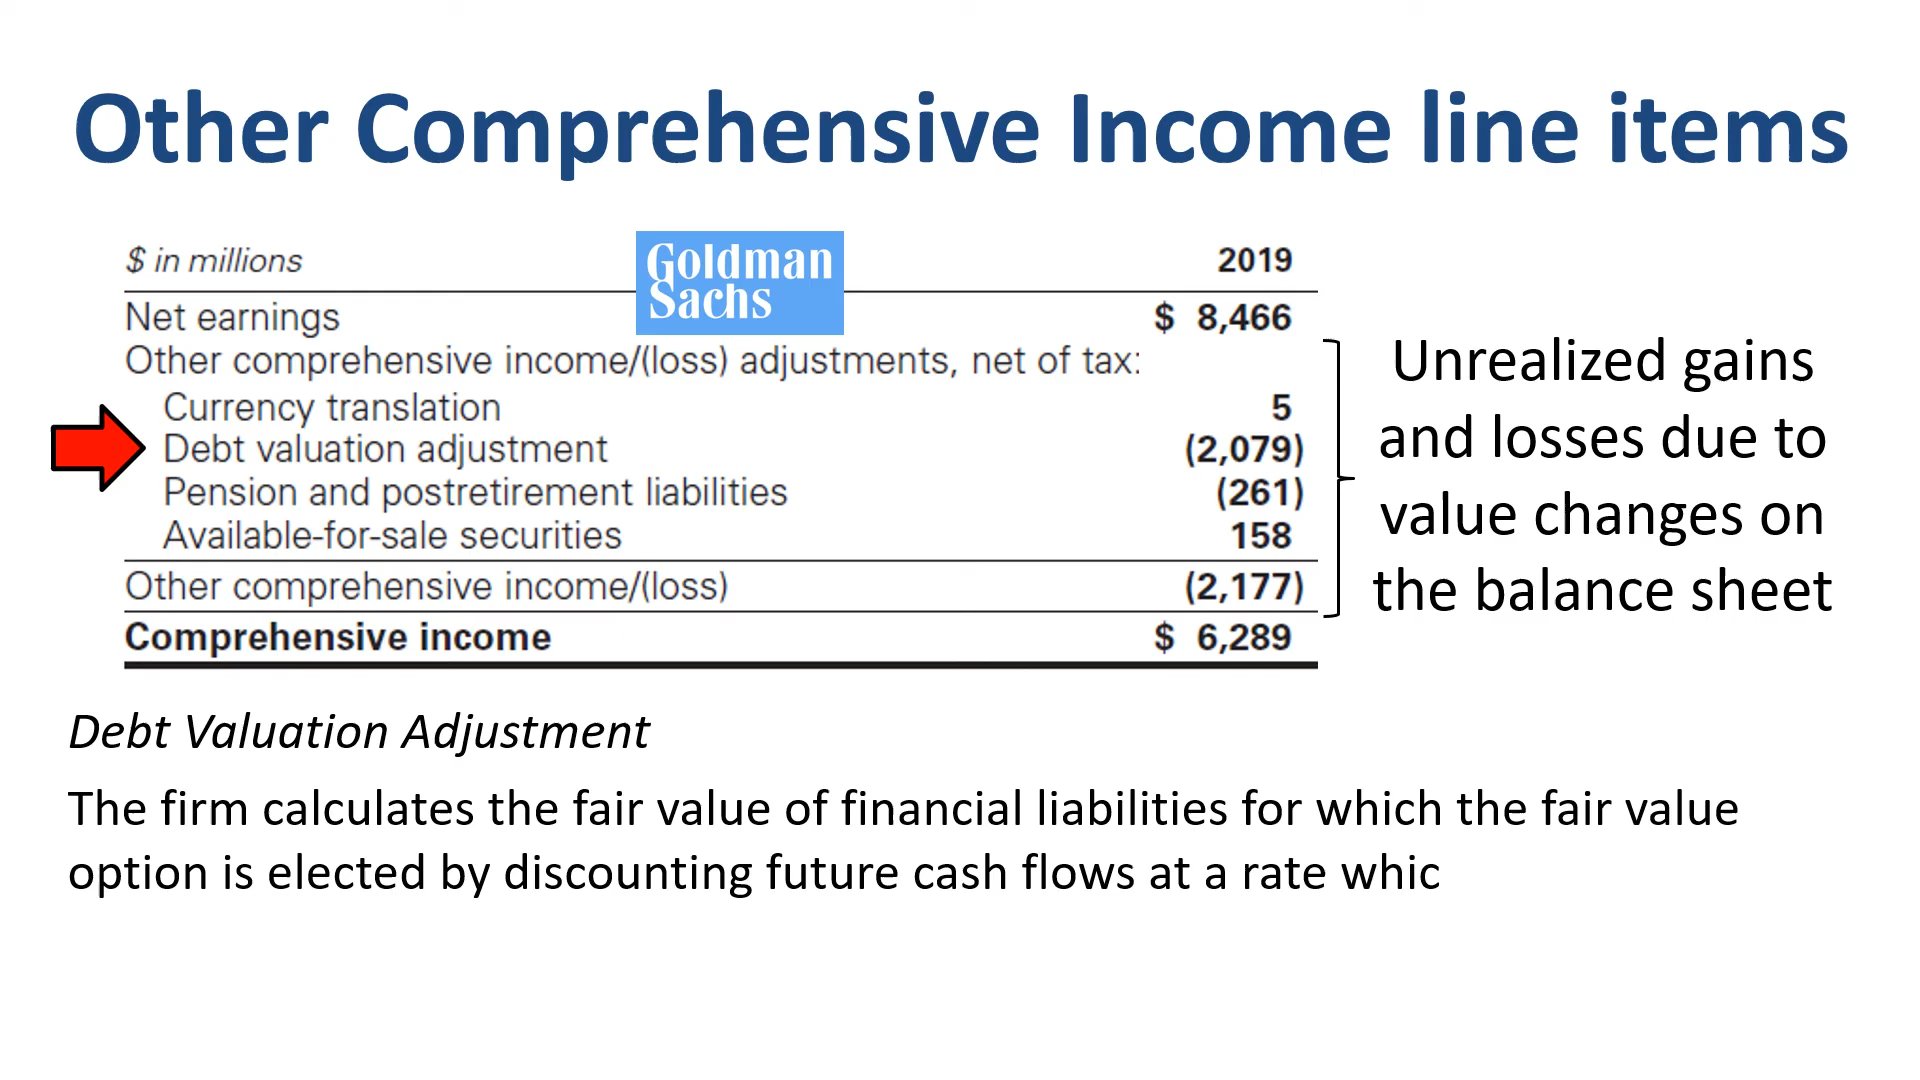 Other Comprehensive Income line items
$ in millions 2019
Goldman
Sachs
Net earnings $ 8,466
Other comprehensive income/(loss) adjustments, net of tax:
Currency translation 5
Debt valuation adjustment (2,079)
Pension and postretirement liabilities (261)
Available-for-sale securities 158
Other comprehensive income/(loss) (2,177)
Comprehensive income $ 6,289
Unrealized gains
and losses due to
value changes on
the balance sheet
Debt Valuation Adjustment
The firm calculates the fair value of financial liabilities for which the fair value
option is elected by discounting future cash flows at a rate whic